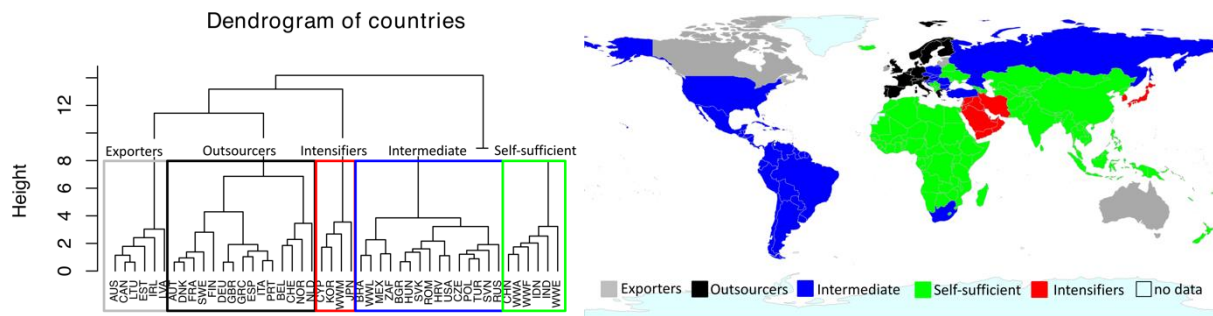 Dendrogram of countries
Height
12
8
6
4
2
0
Exporters
Outsourcers
Intensifiers
Intermediate
Self-sufficient
AUS
CAN
LTU
EST
IRL
LVA
AUT
DNK
FRA
SWE
FIN
DEU
GBR
GRC
ESP
ITA
PRT
BEL
CHE
NOR
NLD
CYP
KOR
WWM
JPN
BRA
WWL
MEX
ZAF
BGR
HUN
SVK
ROM
HRV
USA
CZE
COL
TUR
SVN
RUS
CHN
WWA
WWF
IDN
IND
WWE
Exporters
Outsourcers
Intermediate
Self-sufficient
Intensifiers
no data